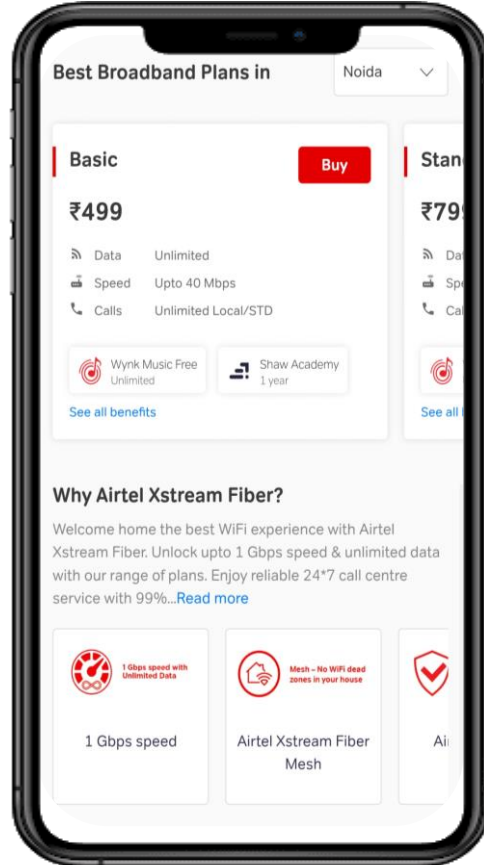 Best Broadband Plans in
Noida
Basic
Buy
₹499
Data Unlimited
Speed Upto 40 Mbps
Calls Unlimited Local/STD
Wynk Music Free
Unlimited
Shaw Academy
1 year
See all benefits
₹79
See all
Why Airtel Xstream Fiber?
Welcome home the best WiFi experience with Airtel
Xstream Fiber. Unlock upto 1 Gbps speed & unlimited data
with our range of plans. Enjoy reliable 24*7 call centre
service with 99%...Read more
1 Gbps speed with
Unlimited Data
1 Gbps speed
Mesh – No WiFi dead
zones in your house
Airtel Xstream Fiber
Mesh